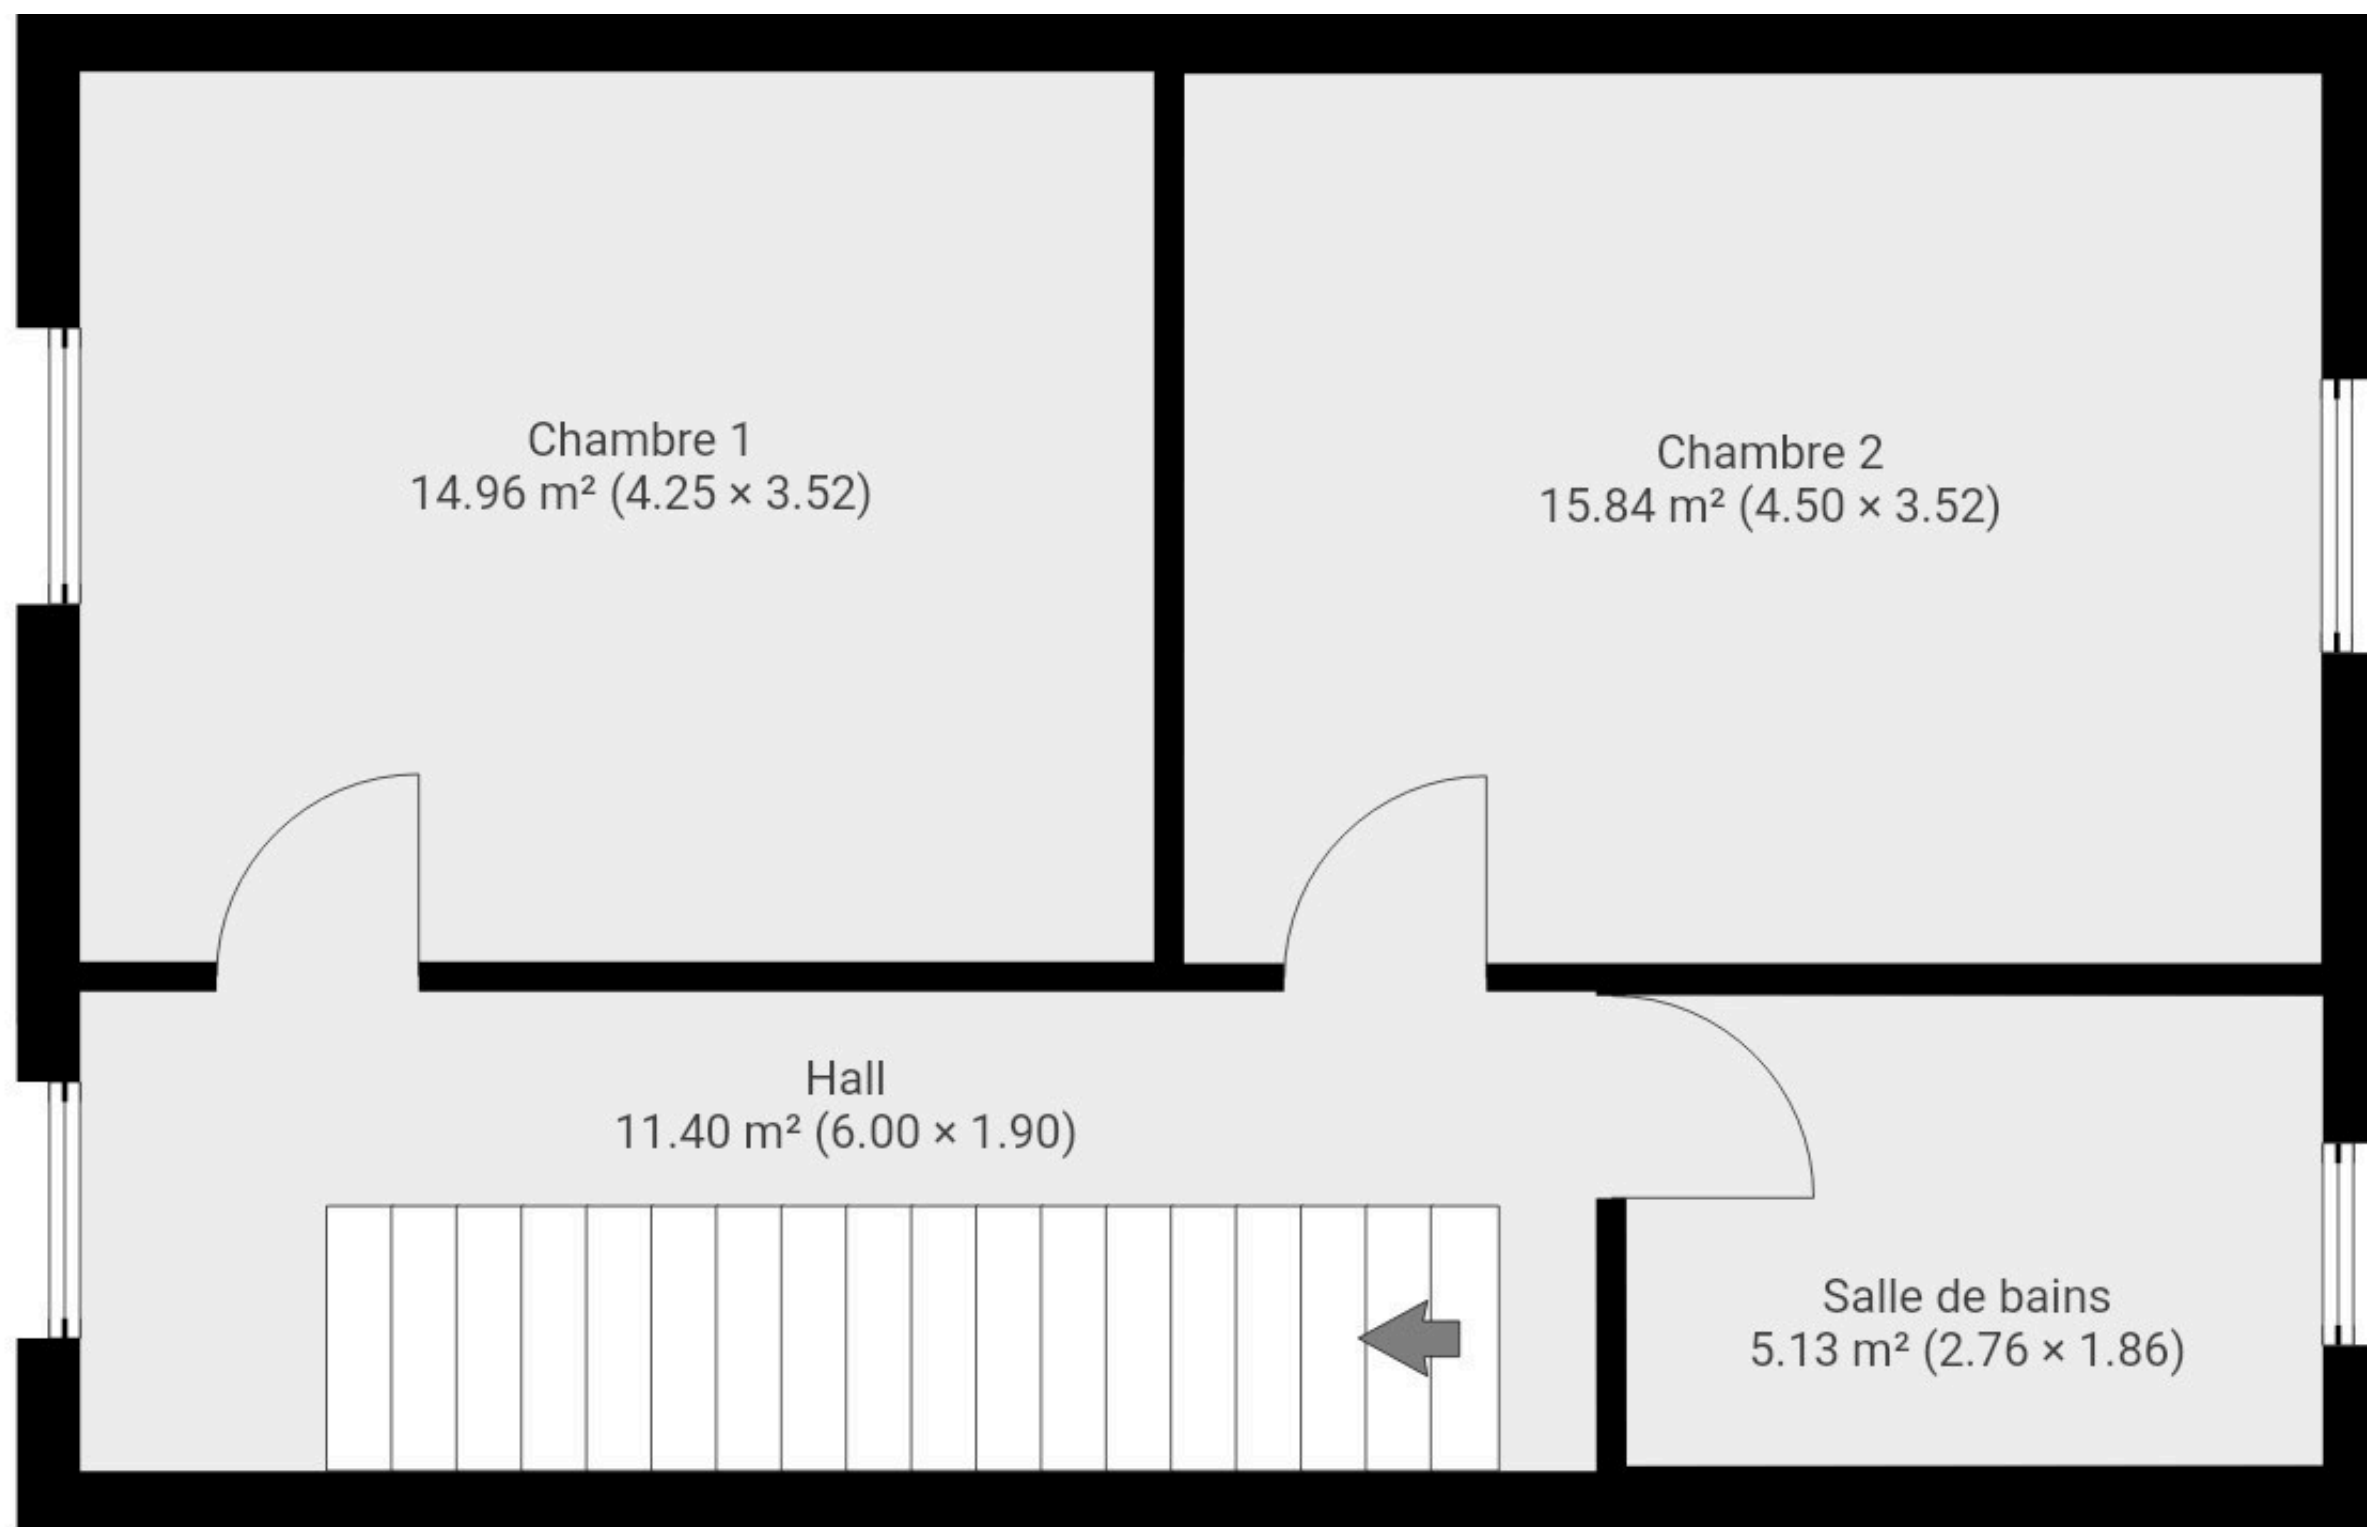 Chambre 1
14.96 m² (4.25 × 3.52)
Chambre 2
15.84 m² (4.50 × 3.52)
Hall
11.40 m² (6.00 × 1.90)
Salle de bains
5.13 m² (2.76 × 1.86)